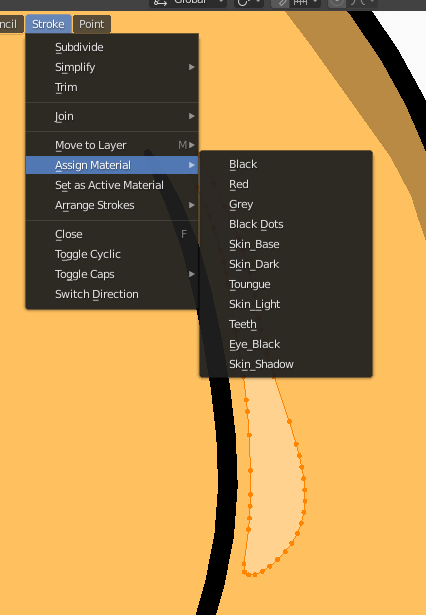 Global
ncil Stroke Point
Subdivide
Simplify
Trim
Join
Move to Layer M
Assign Material
Set as Active Material
Arrange Strokes
Close F
Toggle Cyclic
Toggle Caps
Switch Direction
Black
Red
Grey
Black Dots
Skin_Base
Skin_Dark
Toungue
Skin_Light
Teeth
Eye_Black
Skin_Shadow